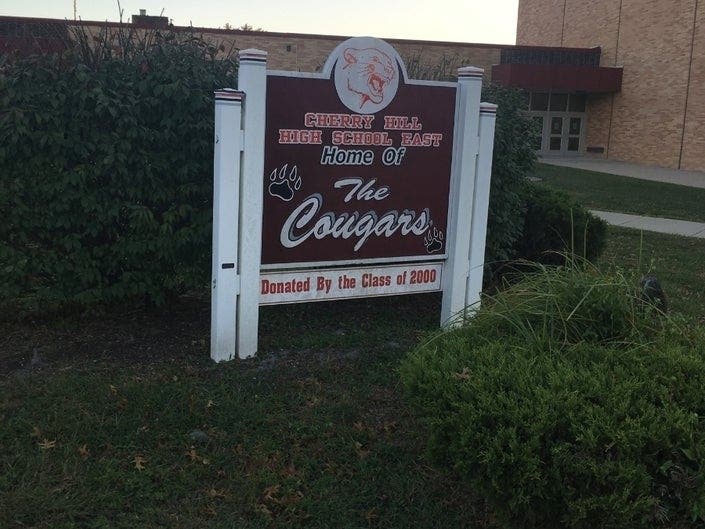 CHERRY HILL
HIGH SCHOOL EAST
Home Of
The
Cougars
Donated By the Class of 2000